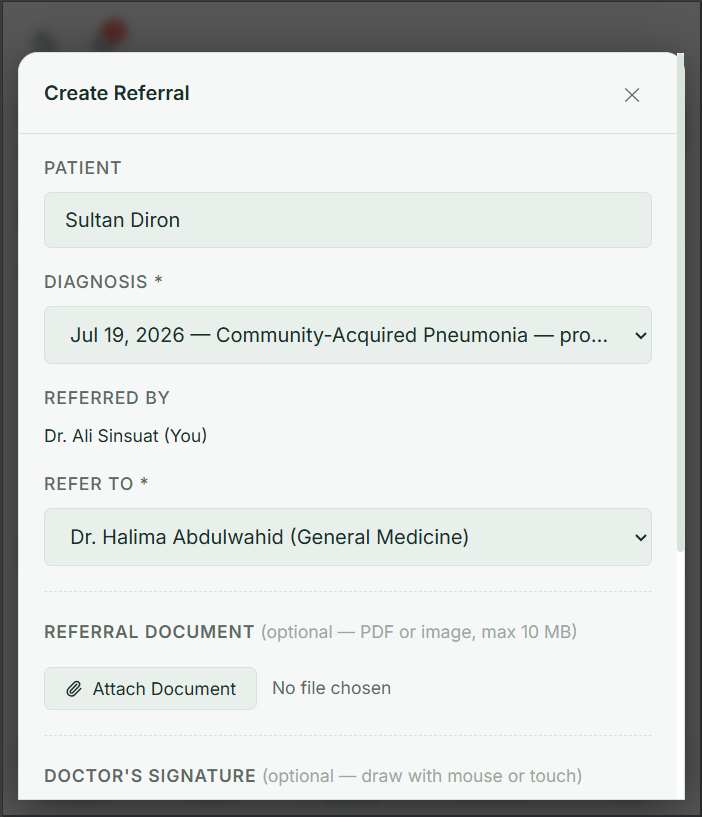 Create Referral
PATIENT
Sultan Diron
DIAGNOSIS *
Jul 19, 2026 — Community-Acquired Pneumonia — pro...
REFERRED BY
Dr. Ali Sinsuat (You)
REFER TO *
Dr. Halima Abdulwahid (General Medicine)
REFERRAL DOCUMENT (optional — PDF or image, max 10 MB)
Attach Document No file chosen
DOCTOR'S SIGNATURE (optional — draw with mouse or touch)